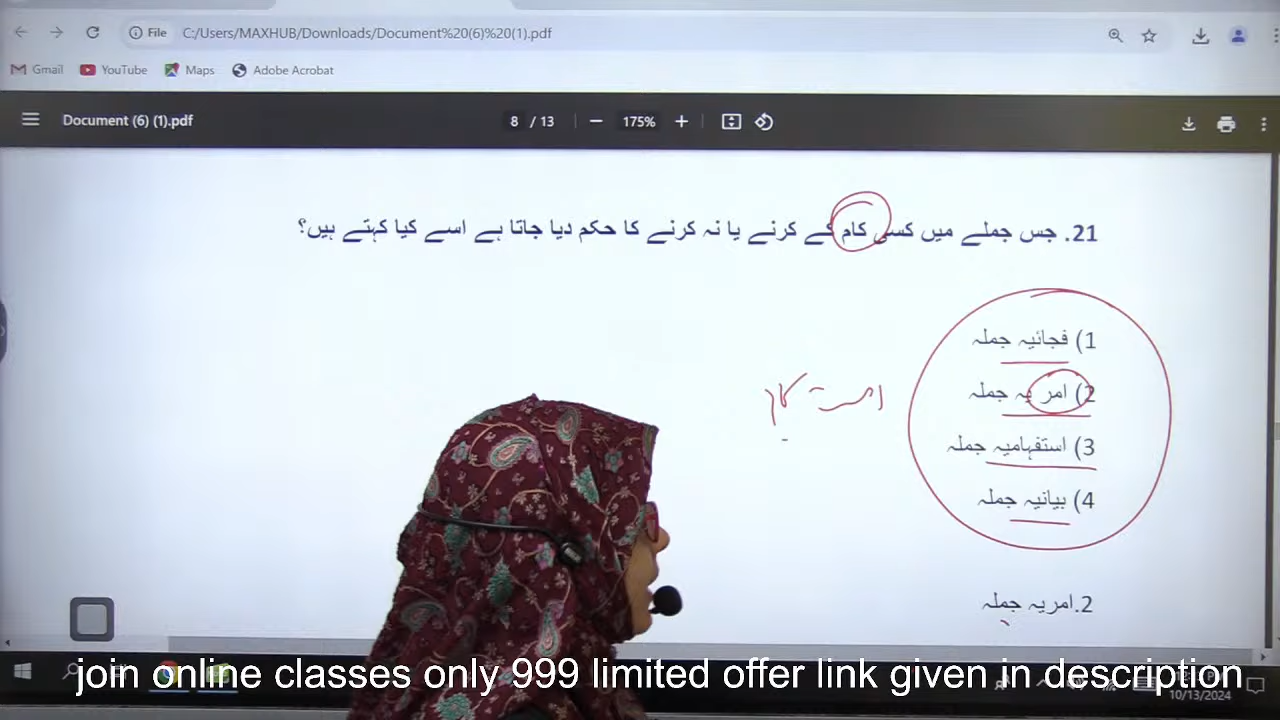 File C:/Users/MAXHUB/Downloads/Document%20(6)%20(1).pdf
Gmail YouTube Maps Adobe Acrobat
Document (6) (1).pdf 8 / 13 175%
21. جس جملے میں کسی کام کے کرنے یا نہ کرنے کا حکم دیا جاتا ہے اسے کیا کہتے ہیں؟
1) فجائیہ جملہ
2) امر یہ جملہ
3) استفہامیہ جملہ
4) بیانیہ جملہ
2.امریہ جملہ
join online classes only 999 limited offer link given in description
10/13/2024